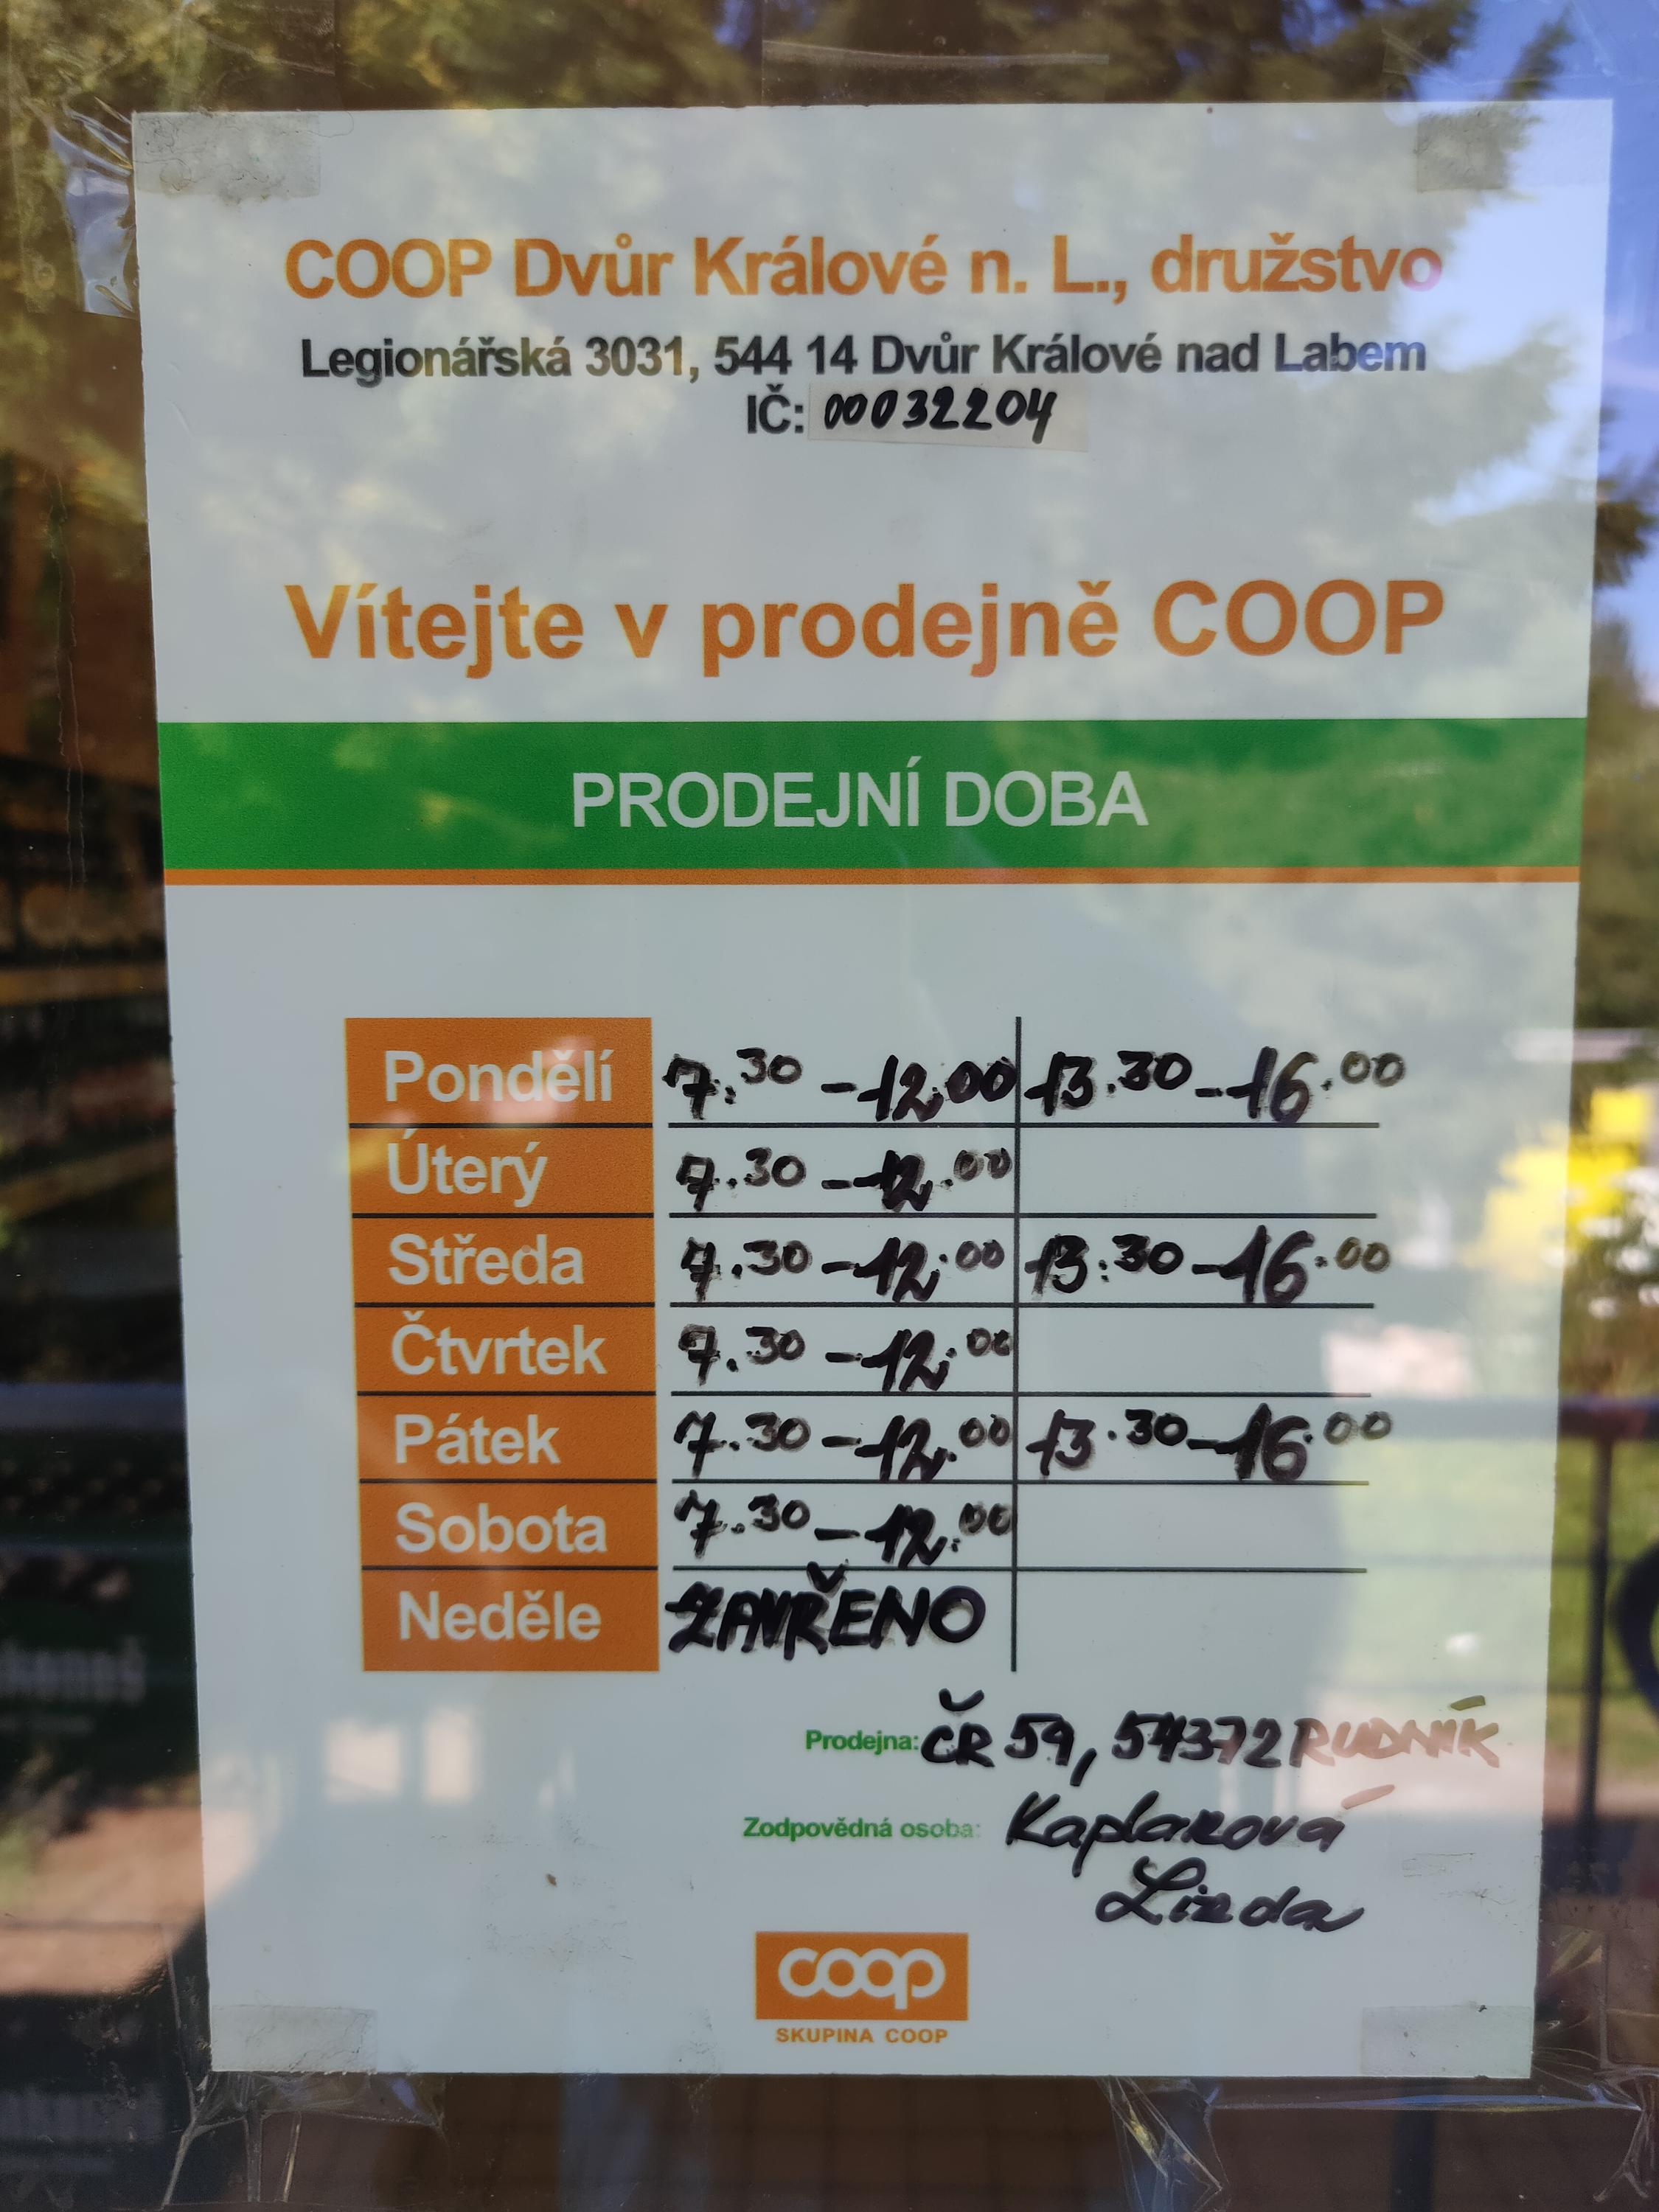 COOP Dvůr Králové n. L., družstvo
Legionářská 3031, 544 14 Dvůr Králové nad Labem
IČ: 00032204
Vítejte v prodejně COOP
PRODEJNÍ DOBA
Pondělí 7.30 - 12.00 13.30 - 16.00
Úterý 7.30 - 12.00
Středa 7.30 - 12.00 13:30 - 16.00
Čtvrtek 7.30 - 12.00
Pátek 7.30 - 12.00 13.30 - 16.00
Sobota 7.30 - 12.00
Neděle ZAVŘENO
Prodejna: ČR 59, 54372 RUDNÍK
Zodpovědná osoba: Kaplanová
Linda
coop
SKUPINA COOP